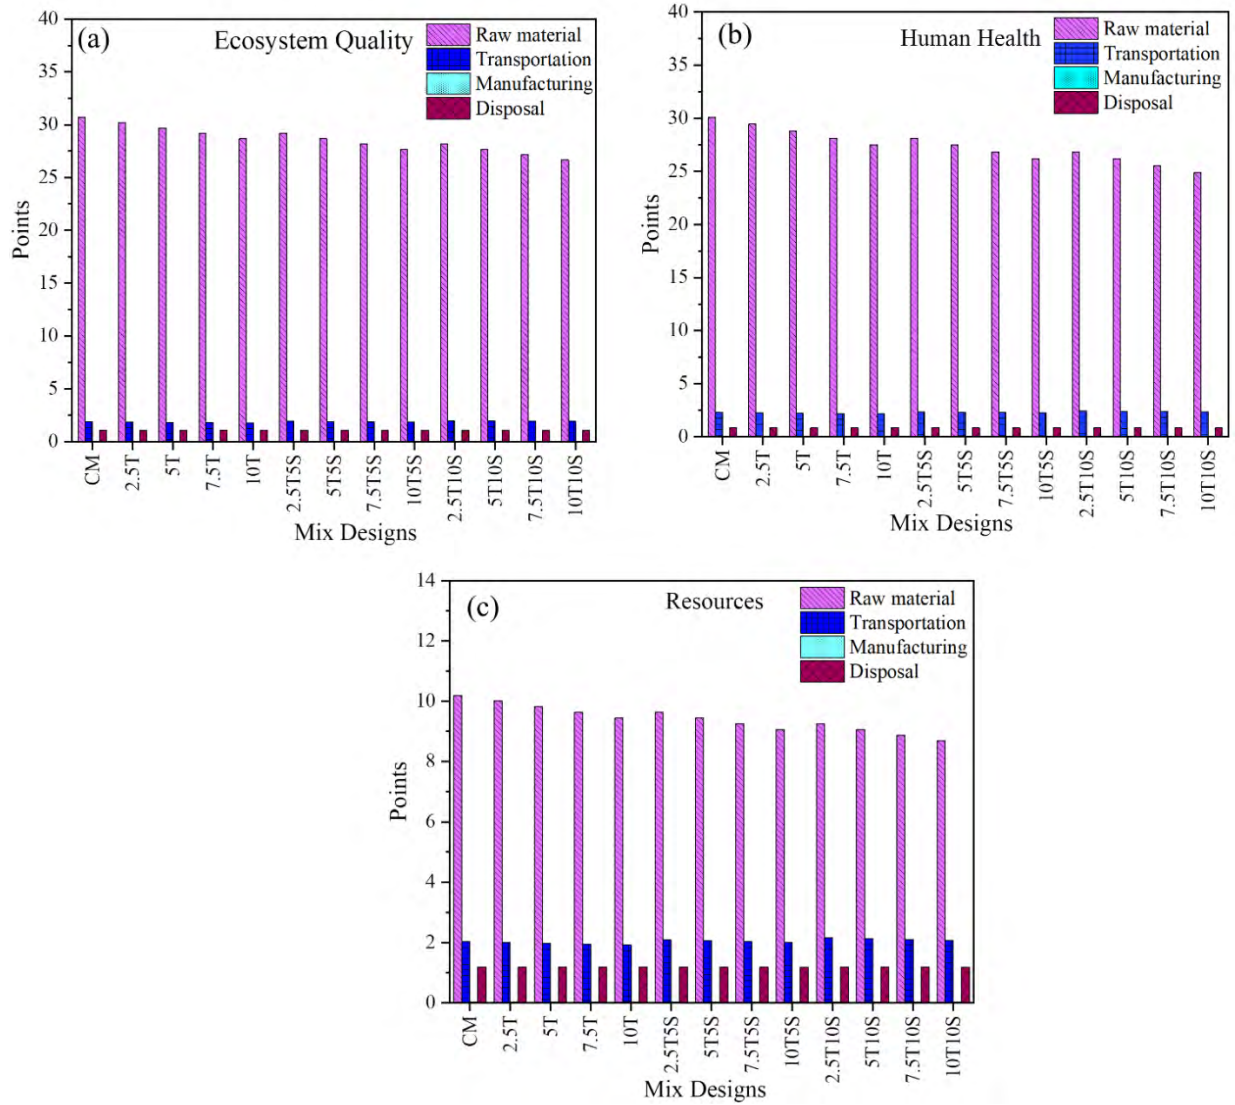 (a)
Ecosystem Quality
Raw material
Transportation
Manufacturing
Disposal
40
35
30
25
20
15
10
5
0
Points
CM
2.5T
5T
7.5T
10T
2.5T5S
5T5S
7.5T5S
10T5S
2.5T10S
5T10S
7.5T10S
10T10S
Mix Designs
(b)
Human Health
Raw material
Transportation
Manufacturing
Disposal
40
35
30
25
20
15
10
5
0
Points
CM
2.5T
5T
7.5T
10T
2.5T5S
5T5S
7.5T5S
10T5S
2.5T10S
5T10S
7.5T10S
10T10S
Mix Designs
(c)
Resources
Raw material
Transportation
Manufacturing
Disposal
14
12
10
8
6
4
2
0
Points
CM
2.5T
5T
7.5T
10T
2.5T5S
5T5S
7.5T5S
10T5S
2.5T10S
5T10S
7.5T10S
10T10S
Mix Designs